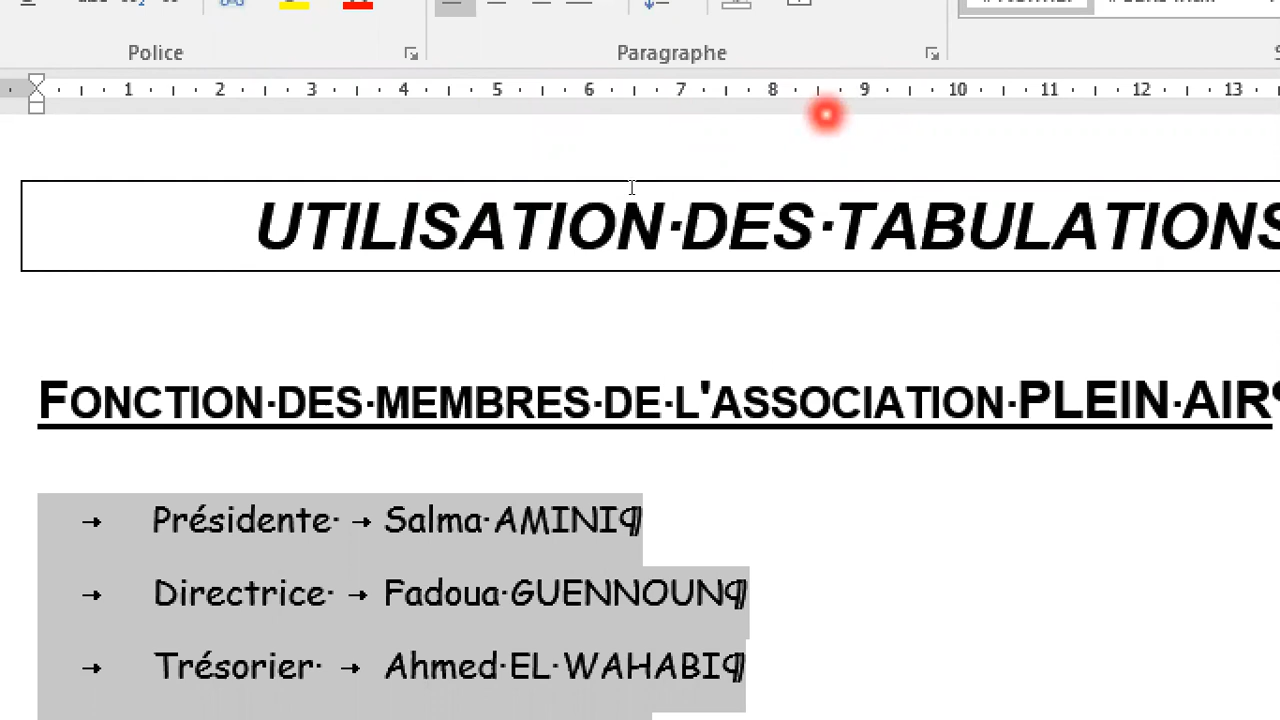 Police Paragraphe
1 2 3 4 5 6 7 8 9 10 11 12 13
UTILISATION·DES·TABULATIONS
FONCTION·DES·MEMBRES·DE·L'ASSOCIATION·PLEIN·AIR¶
→ Présidente· → Salma·AMINI¶
→ Directrice· → Fadoua·GUENNOUN¶
→ Trésorier· → Ahmed·EL·WAHABI¶